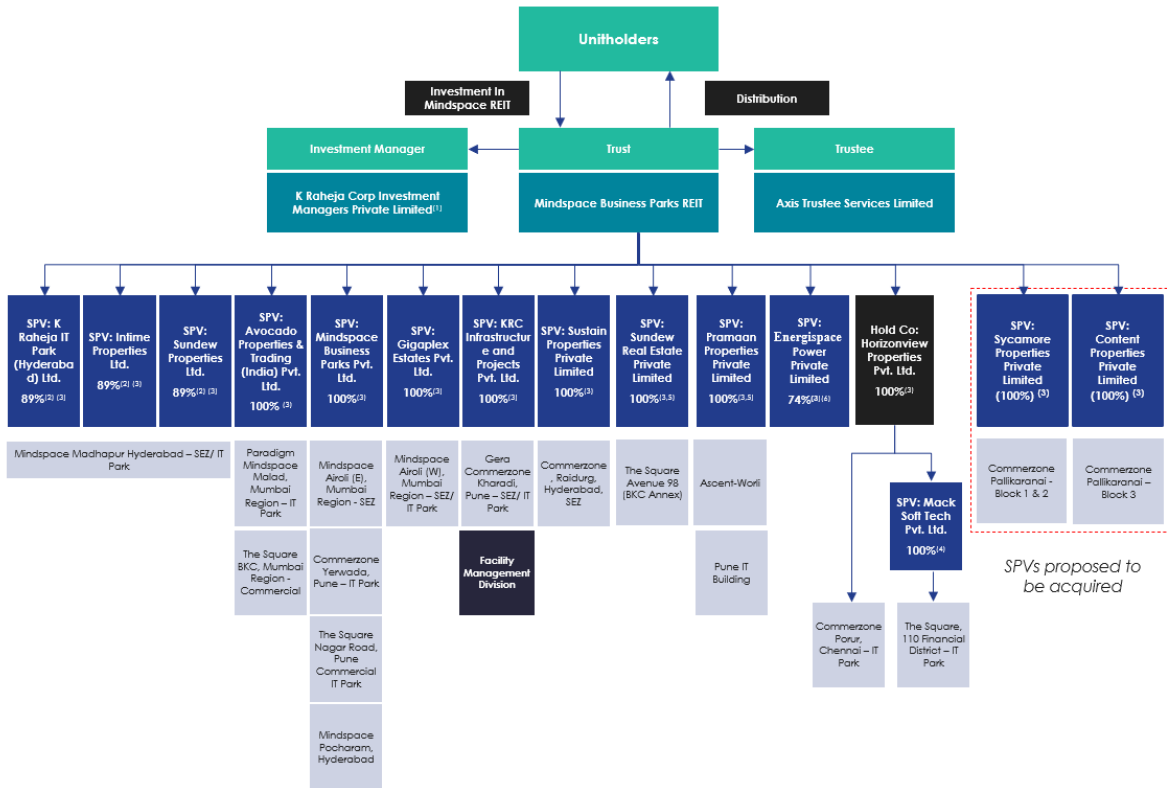 Unitholders
Investment In
Mindspace REIT
Distribution
Investment Manager
Trust
Trustee
K Raheja Corp Investment
Managers Private Limited[1]
Mindspace Business Parks REIT
Axis Trustee Services Limited
SPV: K
Raheja IT Park
(Hyderaba
d) Ltd.
89%(2) (3)
SPV: Intime
Properties
Ltd.
89%(2) (3)
SPV:
Sundew
Properties
Ltd.
89%(2) (3)
SPV:
Avocado
Properties &
Trading
(India) Pvt. Ltd.
100% (3)
SPV:
Mindspace
Business
Parks Pvt. Ltd.
100%(3)
SPV:
Gigaplex
Estates Pvt.
Ltd.
100%(3)
SPV: KRC
Infrastructur
e and
Projects
Pvt. Ltd.
100%(3)
SPV: Sustain
Properties
Private
Limited
100%(3)
SPV:
Sundew Real
Estate
Private
Limited
100%(3,5)
SPV:
Pramaan
Properties
Private
Limited
100%(3,5)
SPV:
Energispace
Power
Private
Limited
74%(3)(6)
Hold Co:
Horizonview
Properties
Pvt. Ltd.
100%(3)
SPV:
Sycamore
Properties
Private
Limited
(100%) (3)
SPV:
Content
Properties
Private
Limited
(100%) (3)
Mindspace Madhapur Hyderabad – SEZ/ IT
Park
Paradigm
Mindspace
Malad,
Mumbai
Region – IT
Park
Mindspace
Airoli (E),
Mumbai
Region - SEZ
Mindspace
Airoli (W),
Mumbai
Region – SEZ/
IT Park
Gera
Commerzone
Kharadi,
Pune – SEZ/ IT
Park
Commerzone
, Raidurg,
Hyderabad,
SEZ
The Square
Avenue 98
(BKC Annex)
Ascent-Worli
Commerzone
Pallikaranai -
Block 1 & 2
Commerzone
Pallikaranai –
Block 3
SPV: Mack
Soft Tech
Pvt. Ltd.
100%(4)
The Square
BKC, Mumbai
Region -
Commercial
Commerzone
Yerwada,
Pune – IT Park
Facility
Management
Division
Pune IT
Building
SPVs proposed to
be acquired
The Square
Nagar Road,
Pune
Commercial
IT Park
Commerzone
Porur,
Chennai – IT
Park
The Square,
110 Financial
District – IT
Park
Mindspace
Pocharam,
Hyderabad